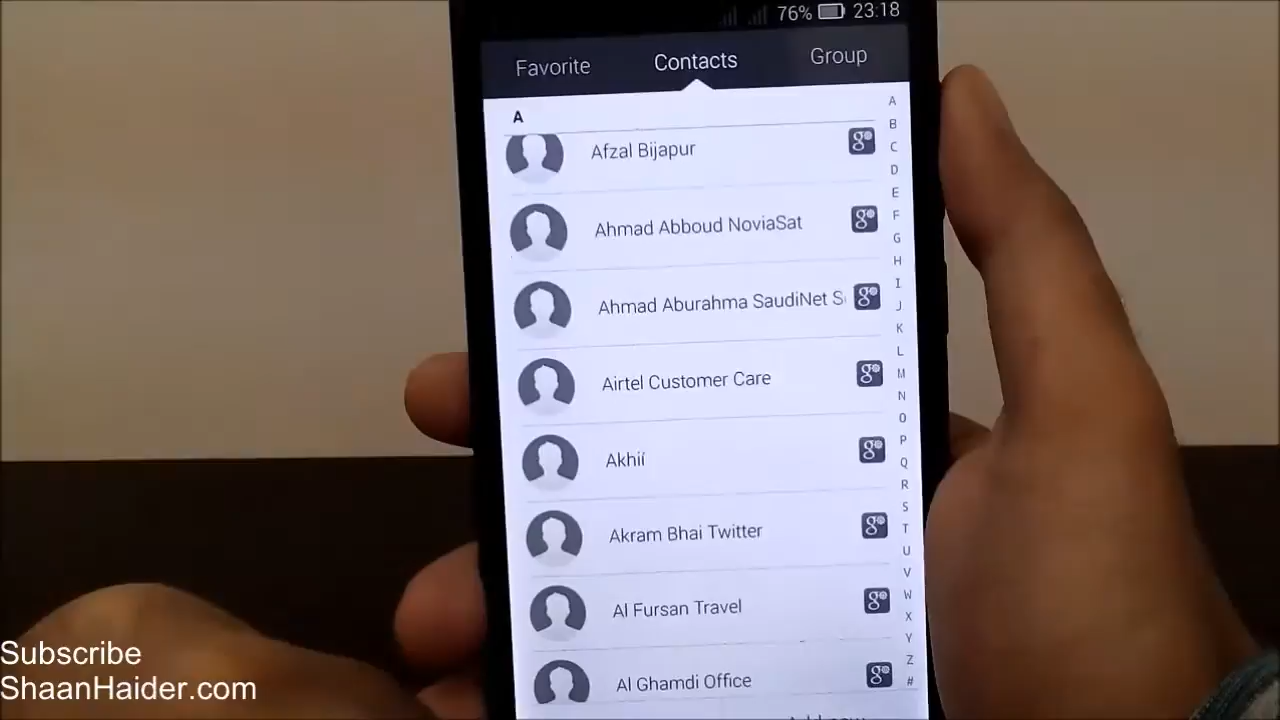 76% 23:18
Favorite Contacts Group
A
Afzal Bijapur
Ahmad Abboud NoviaSat
Ahmad Aburahma SaudiNet S
Airtel Customer Care
Akhií
Akram Bhai Twitter
Al Fursan Travel
Al Ghamdi Office
A
B
C
D
E
F
G
H
I
J
K
L
M
N
O
P
Q
R
S
T
U
V
W
X
Y
Z
#
Subscribe
ShaanHaider.com